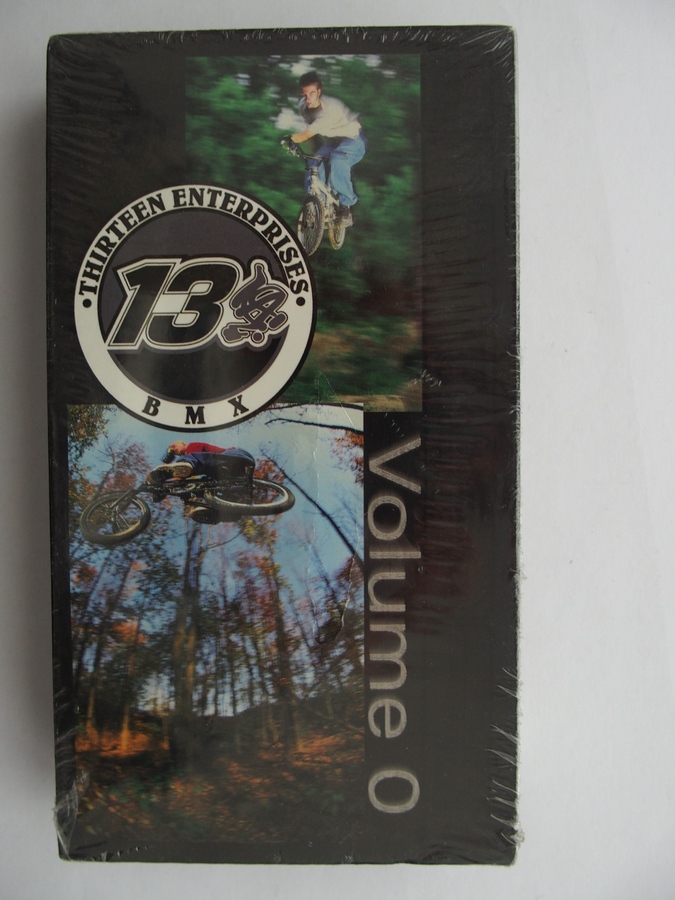 •THIRTEEN ENTERPRISES•
13
BMX
Volume 0